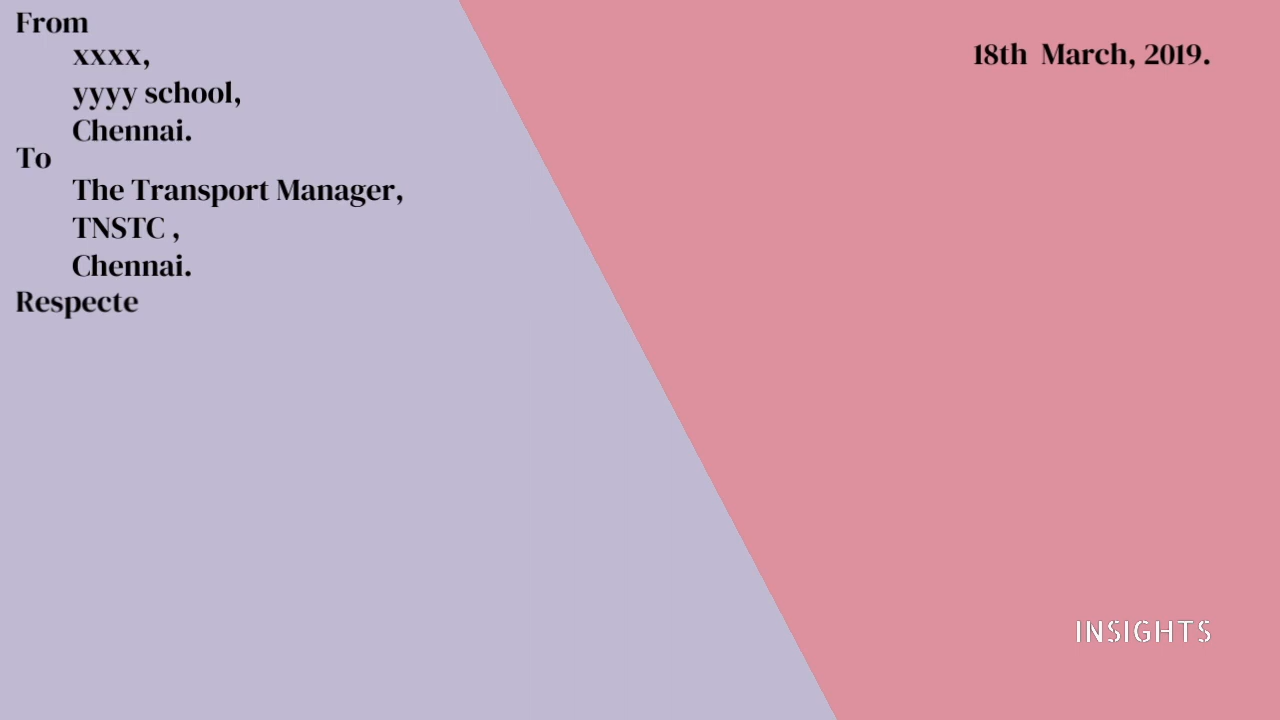 From
xxxx,
18th March, 2019.
yyyy school,
Chennai.
To
The Transport Manager,
TNSTC ,
Chennai.
Respecte
INSIGHTS